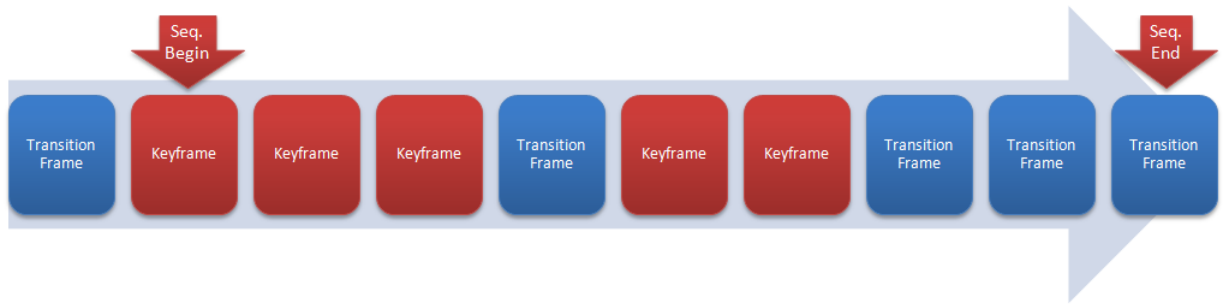 Seq.
Begin
Seq.
End
Transition
Frame
Keyframe
Keyframe
Keyframe
Transition
Frame
Keyframe
Keyframe
Transition
Frame
Transition
Frame
Transition
Frame